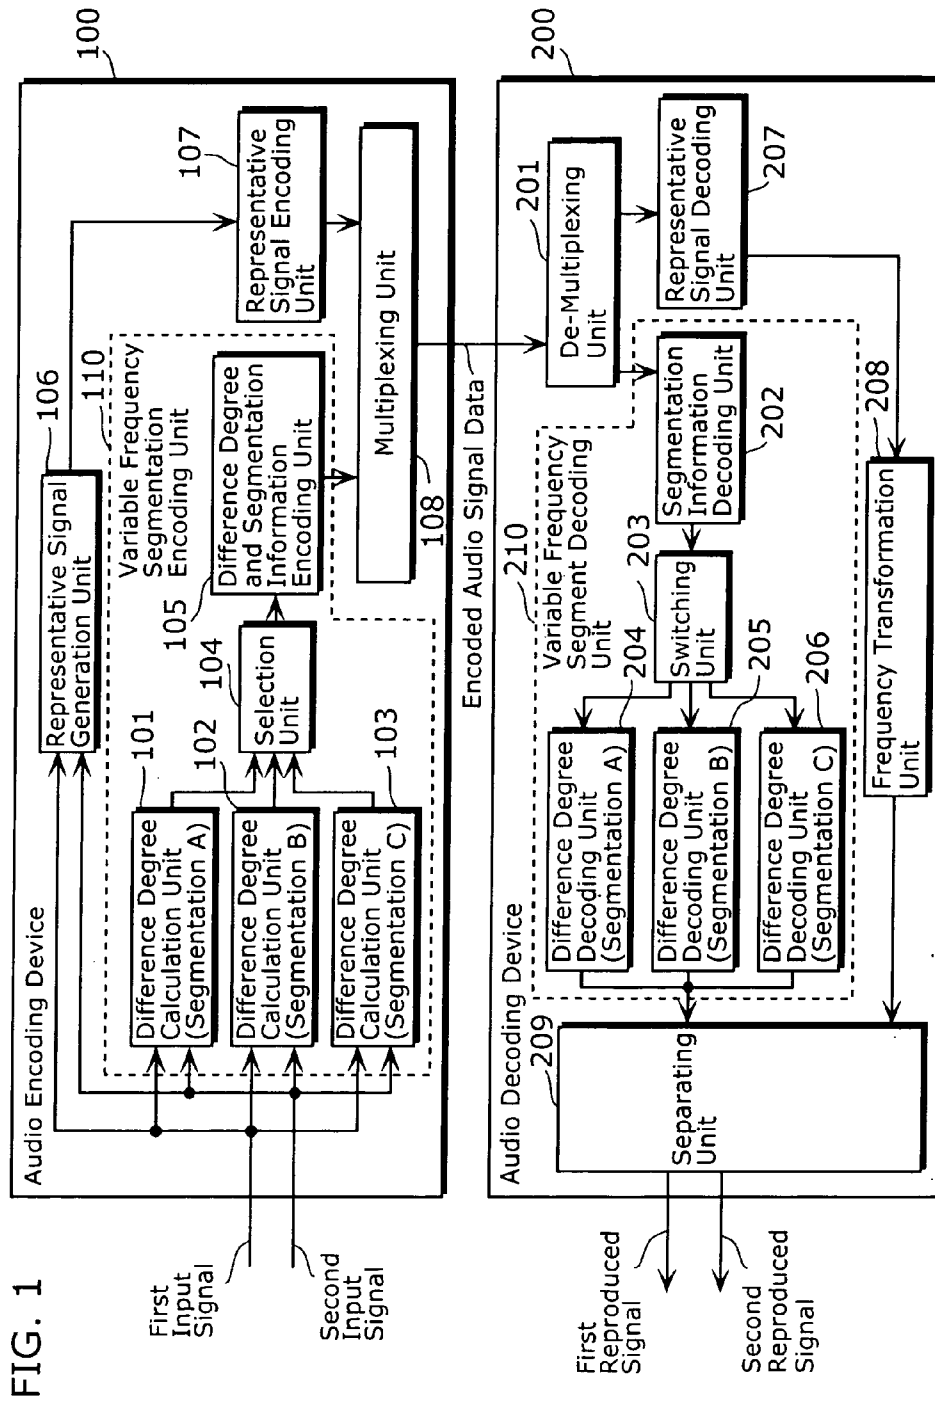 FIG. 1
Audio Encoding Device
100
First
Input
Signal
Second
Input
Signal
Representative Signal
Generation Unit
106
110
Variable Frequency
Segmentation
Encoding Unit
Difference Degree
Calculation Unit
(Segmentation A)
101
Difference Degree
Calculation Unit
(Segmentation B)
102
Difference Degree
Calculation Unit
(Segmentation C)
103
Selection
Unit
104
Difference Degree
and Segmentation
Information
Encoding Unit
105
Representative
Signal Encoding
Unit
107
Multiplexing Unit
108
Encoded Audio Signal Data
Audio Decoding Device
200
De-Multiplexing
Unit
201
Representative
Signal Decoding
Unit
207
210
Variable Frequency
Segment Decoding
Unit
Segmentation
Information
Decoding Unit
202
Switching
Unit
203
Difference Degree
Decoding Unit
(Segmentation A)
204
Difference Degree
Decoding Unit
(Segmentation B)
205
Difference Degree
Decoding Unit
(Segmentation C)
206
Frequency Transformation
Unit
208
Separating
Unit
209
First
Reproduced
Signal
Second
Reproduced
Signal